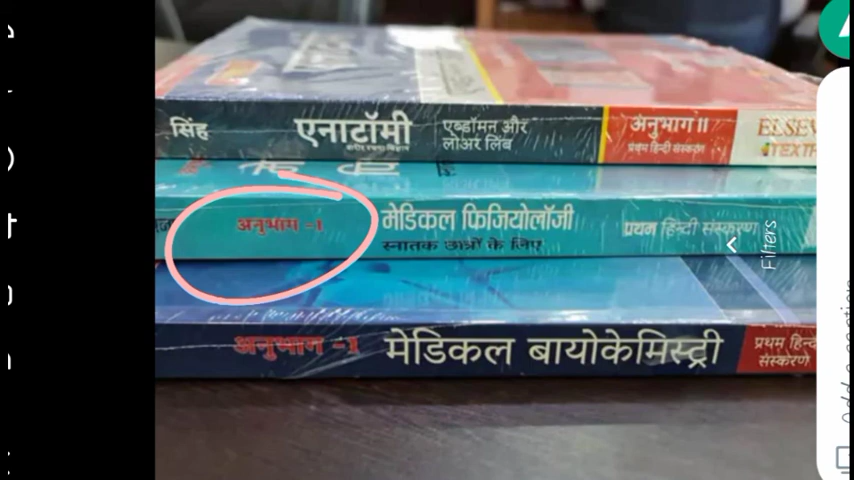 सिंह एनाटॉमी एब्डॉमन और अनुभाग II
लोअर लिंब प्रथम हिन्दी संस्करण
अनुभाग -1 मेडिकल फिजियोलॉजी प्रथम हिन्दी संस्करण
स्नातक छात्रों के लिए
Filters
अनुभाग -1 मेडिकल बायोकेमिस्ट्री प्रथम
संस्करण